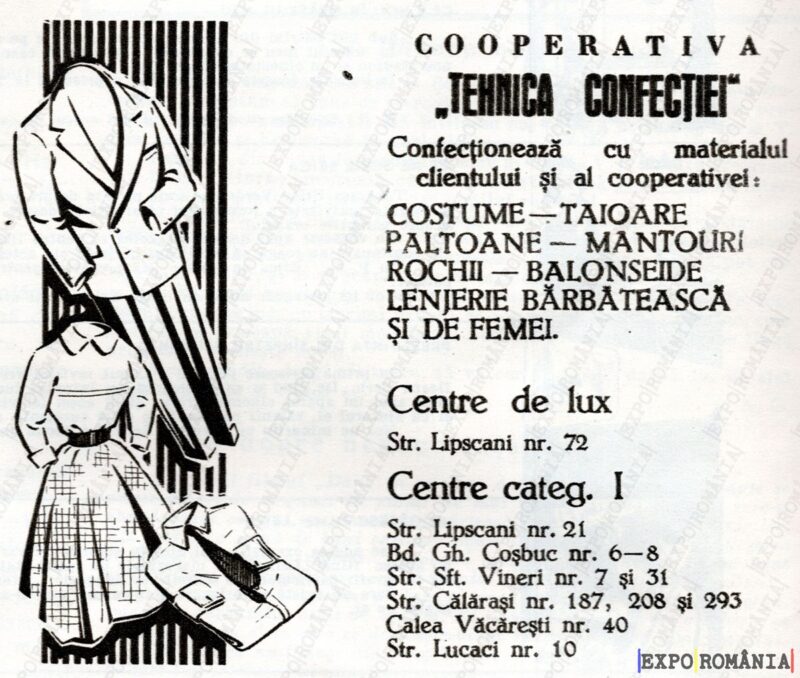 COOPERATIVA
„TEHNICA CONFECȚIEI“
Confecționează cu materialul
clientului și al cooperativei:
COSTUME — TAIOARE
PALTOANE — MANTOURI
ROCHII — BALONSEIDE
LENJERIE BĂRBĂTEASCĂ
ȘI DE FEMEI.
Centre de lux
Str. Lipscani nr. 72
Centre categ. I
Str. Lipscani nr. 21
Bd. Gh. Coșbuc nr. 6—8
Str. Sft. Vineri nr. 7 și 31
Str. Călărași nr. 187, 208 și 293
Calea Văcărești nr. 40
Str. Lucaci nr. 10
|EXPO|ROMÂNIA|